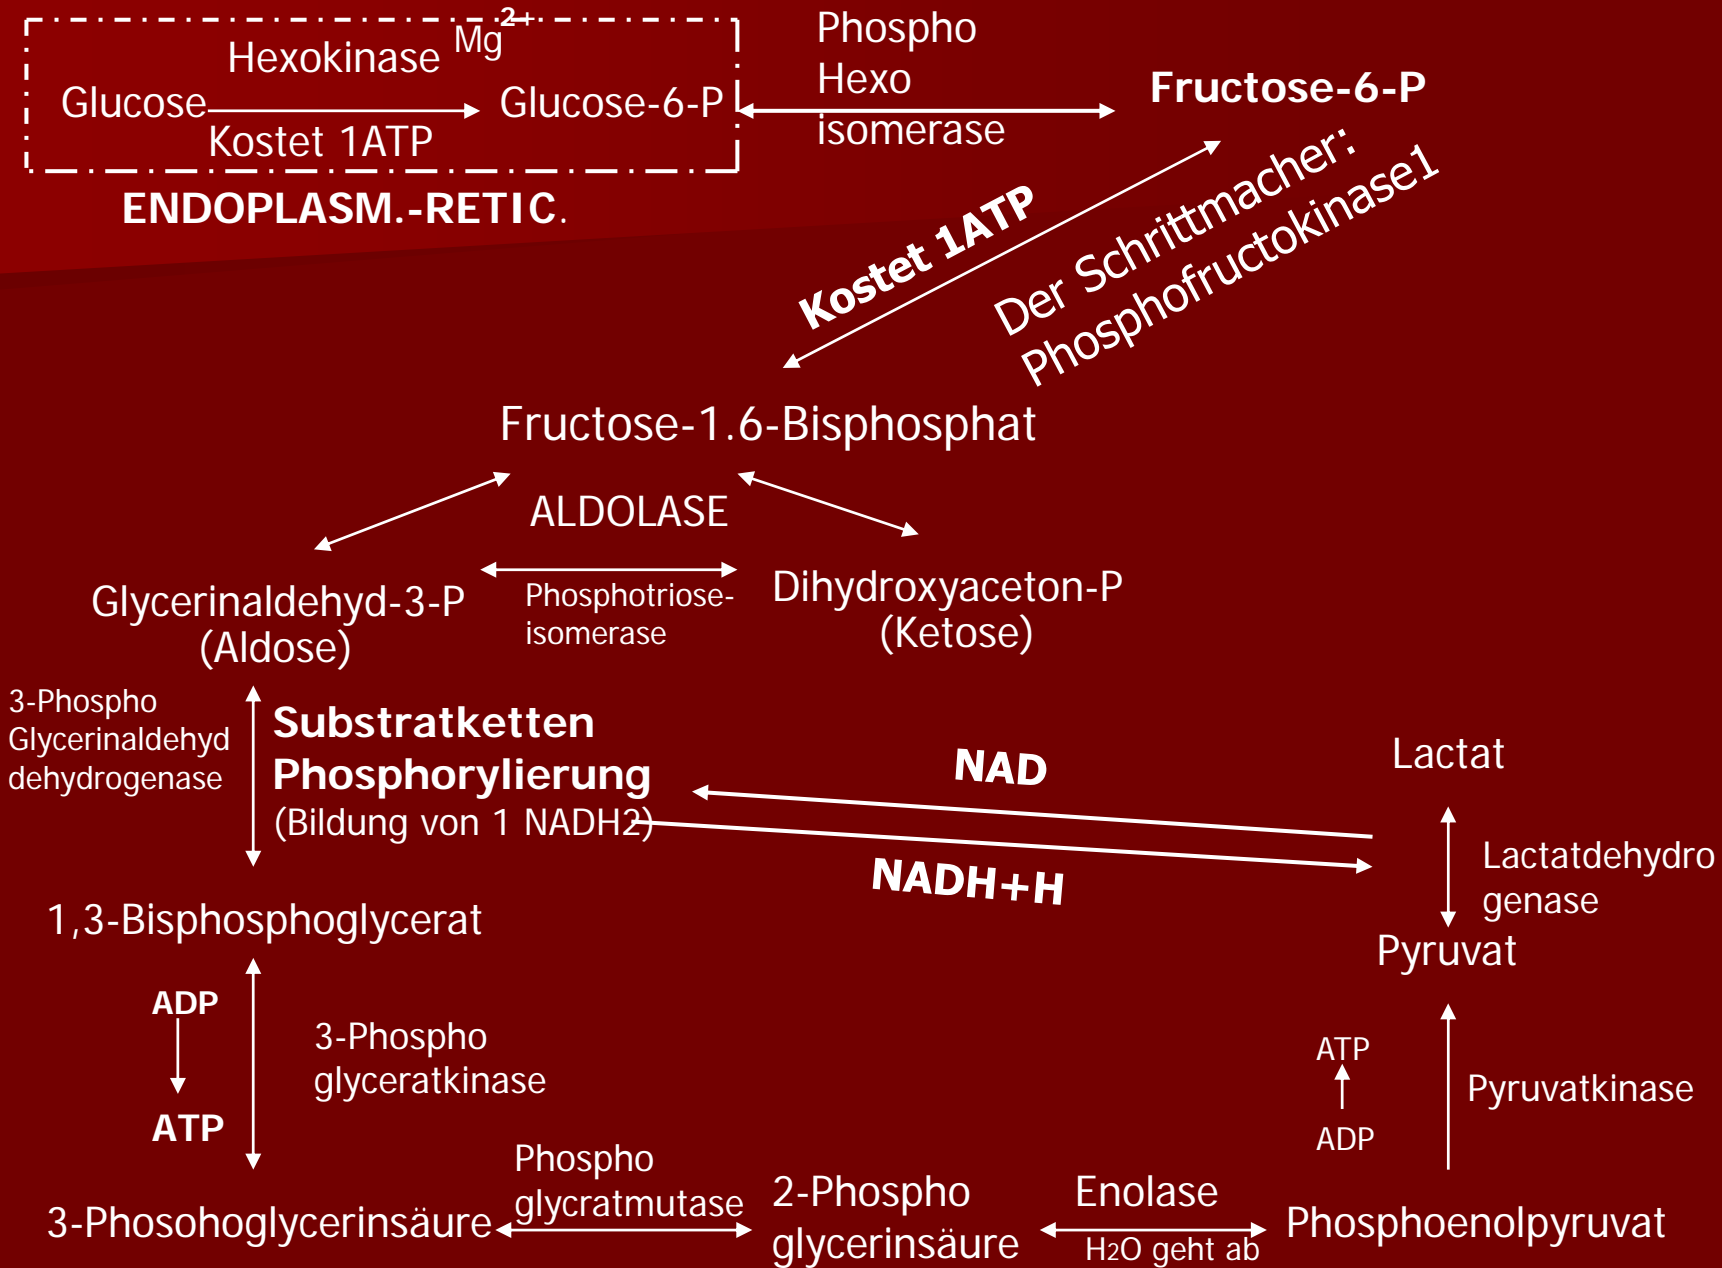 Hexokinase Mg2+
Glucose
Glucose-6-P
Kostet 1ATP
ENDOPLASM.-RETIC.
Phospho
Hexo
isomerase
Fructose-6-P
Kostet 1ATP
Der Schrittmacher:
Phosphofructokinase1
Fructose-1.6-Bisphosphat
ALDOLASE
Glycerinaldehyd-3-P
(Aldose)
Phosphotriose-
isomerase
Dihydroxyaceton-P
(Ketose)
3-Phospho
Glycerinaldehyd
dehydrogenase
Substratketten
Phosphorylierung
(Bildung von 1 NADH2)
NAD
NADH+H
Lactat
Lactatdehydro
genase
Pyruvat
1,3-Bisphosphoglycerat
ADP
ATP
3-Phospho
glyceratkinase
ATP
ADP
Pyruvatkinase
3-Phosohoglycerinsäure
Phospho
glycratmutase
2-Phospho
glycerinsäure
Enolase
H2O geht ab
Phosphoenolpyruvat